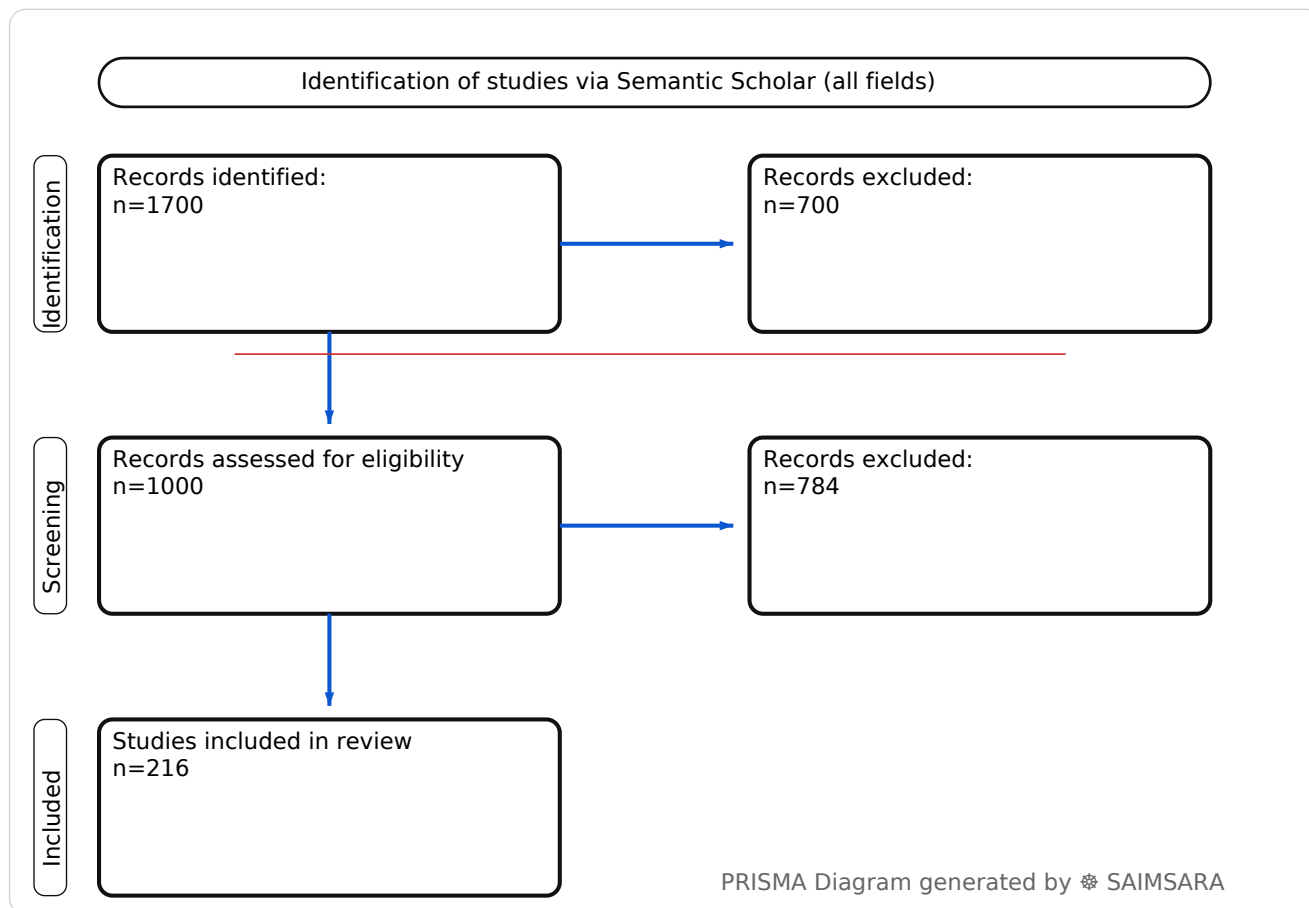 Identification of studies via Semantic Scholar (all fields)
Identification
Records identified:
n=1700
Records excluded:
n=700
Screening
Records assessed for eligibility
n=1000
Records excluded:
n=784
Included
Studies included in review
n=216
PRISMA Diagram generated by ☸ SAIMSARA